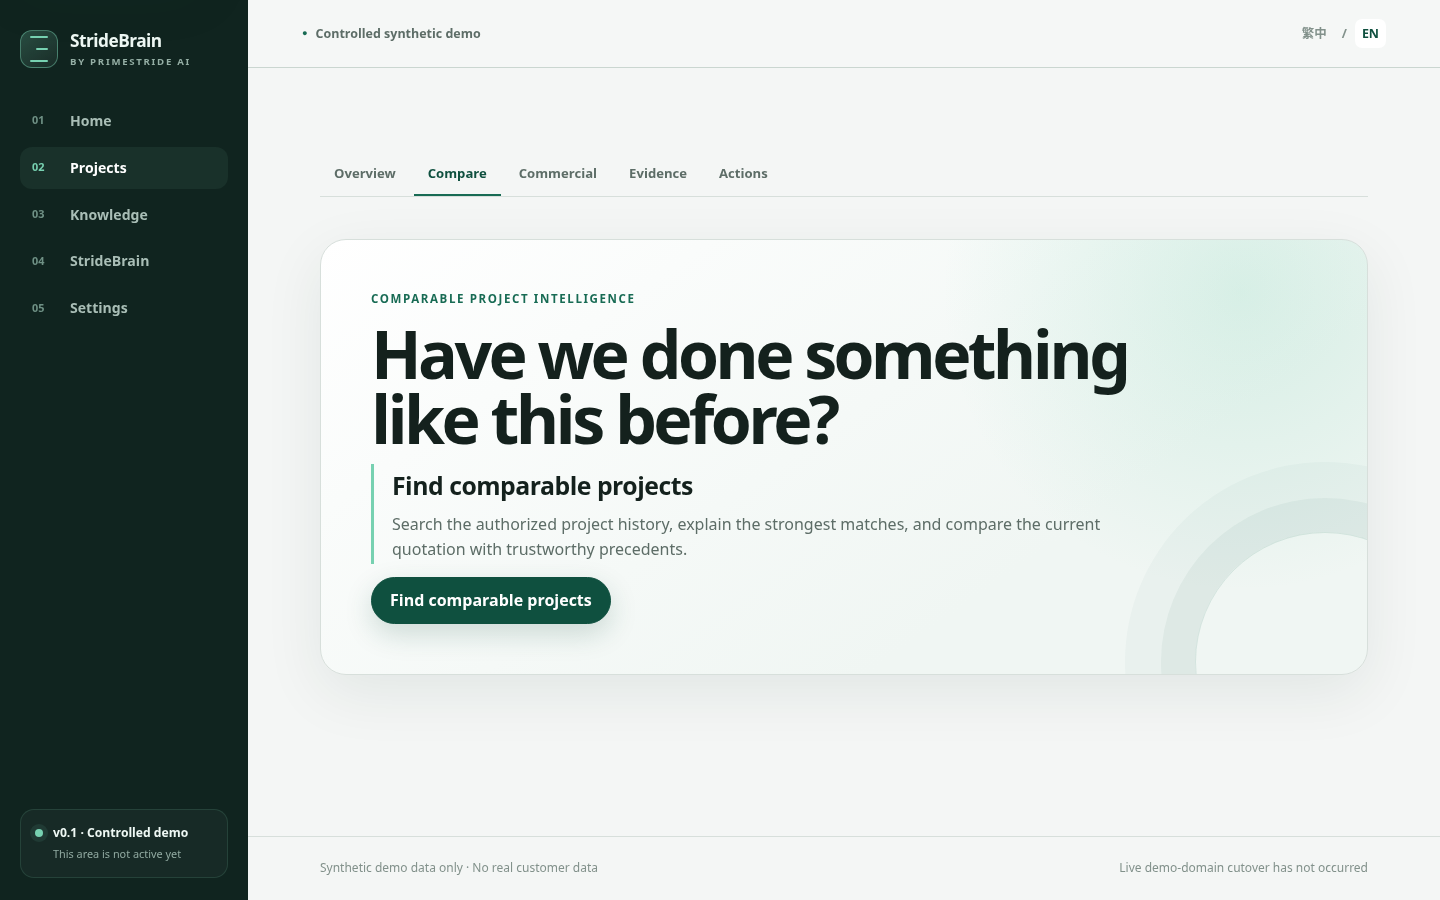 StrideBrain
BY PRIMESTRIDE AI
01 Home
02 Projects
03 Knowledge
04 StrideBrain
05 Settings
v0.1 · Controlled demo
This area is not active yet
• Controlled synthetic demo
繁中 / EN
Overview Compare Commercial Evidence Actions
COMPARABLE PROJECT INTELLIGENCE
Have we done something
like this before?
Find comparable projects
Search the authorized project history, explain the strongest matches, and compare the current
quotation with trustworthy precedents.
Find comparable projects
Synthetic demo data only · No real customer data
Live demo-domain cutover has not occurred